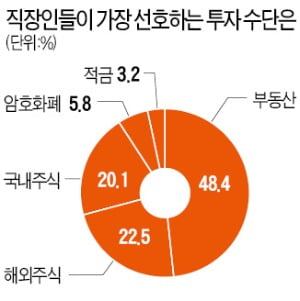 직장인들이 가장 선호하는 투자 수단은
(단위:%)
적금 3.2
부동산
암호화폐 5.8
국내주식
20.1
48.4
22.5
해외주식